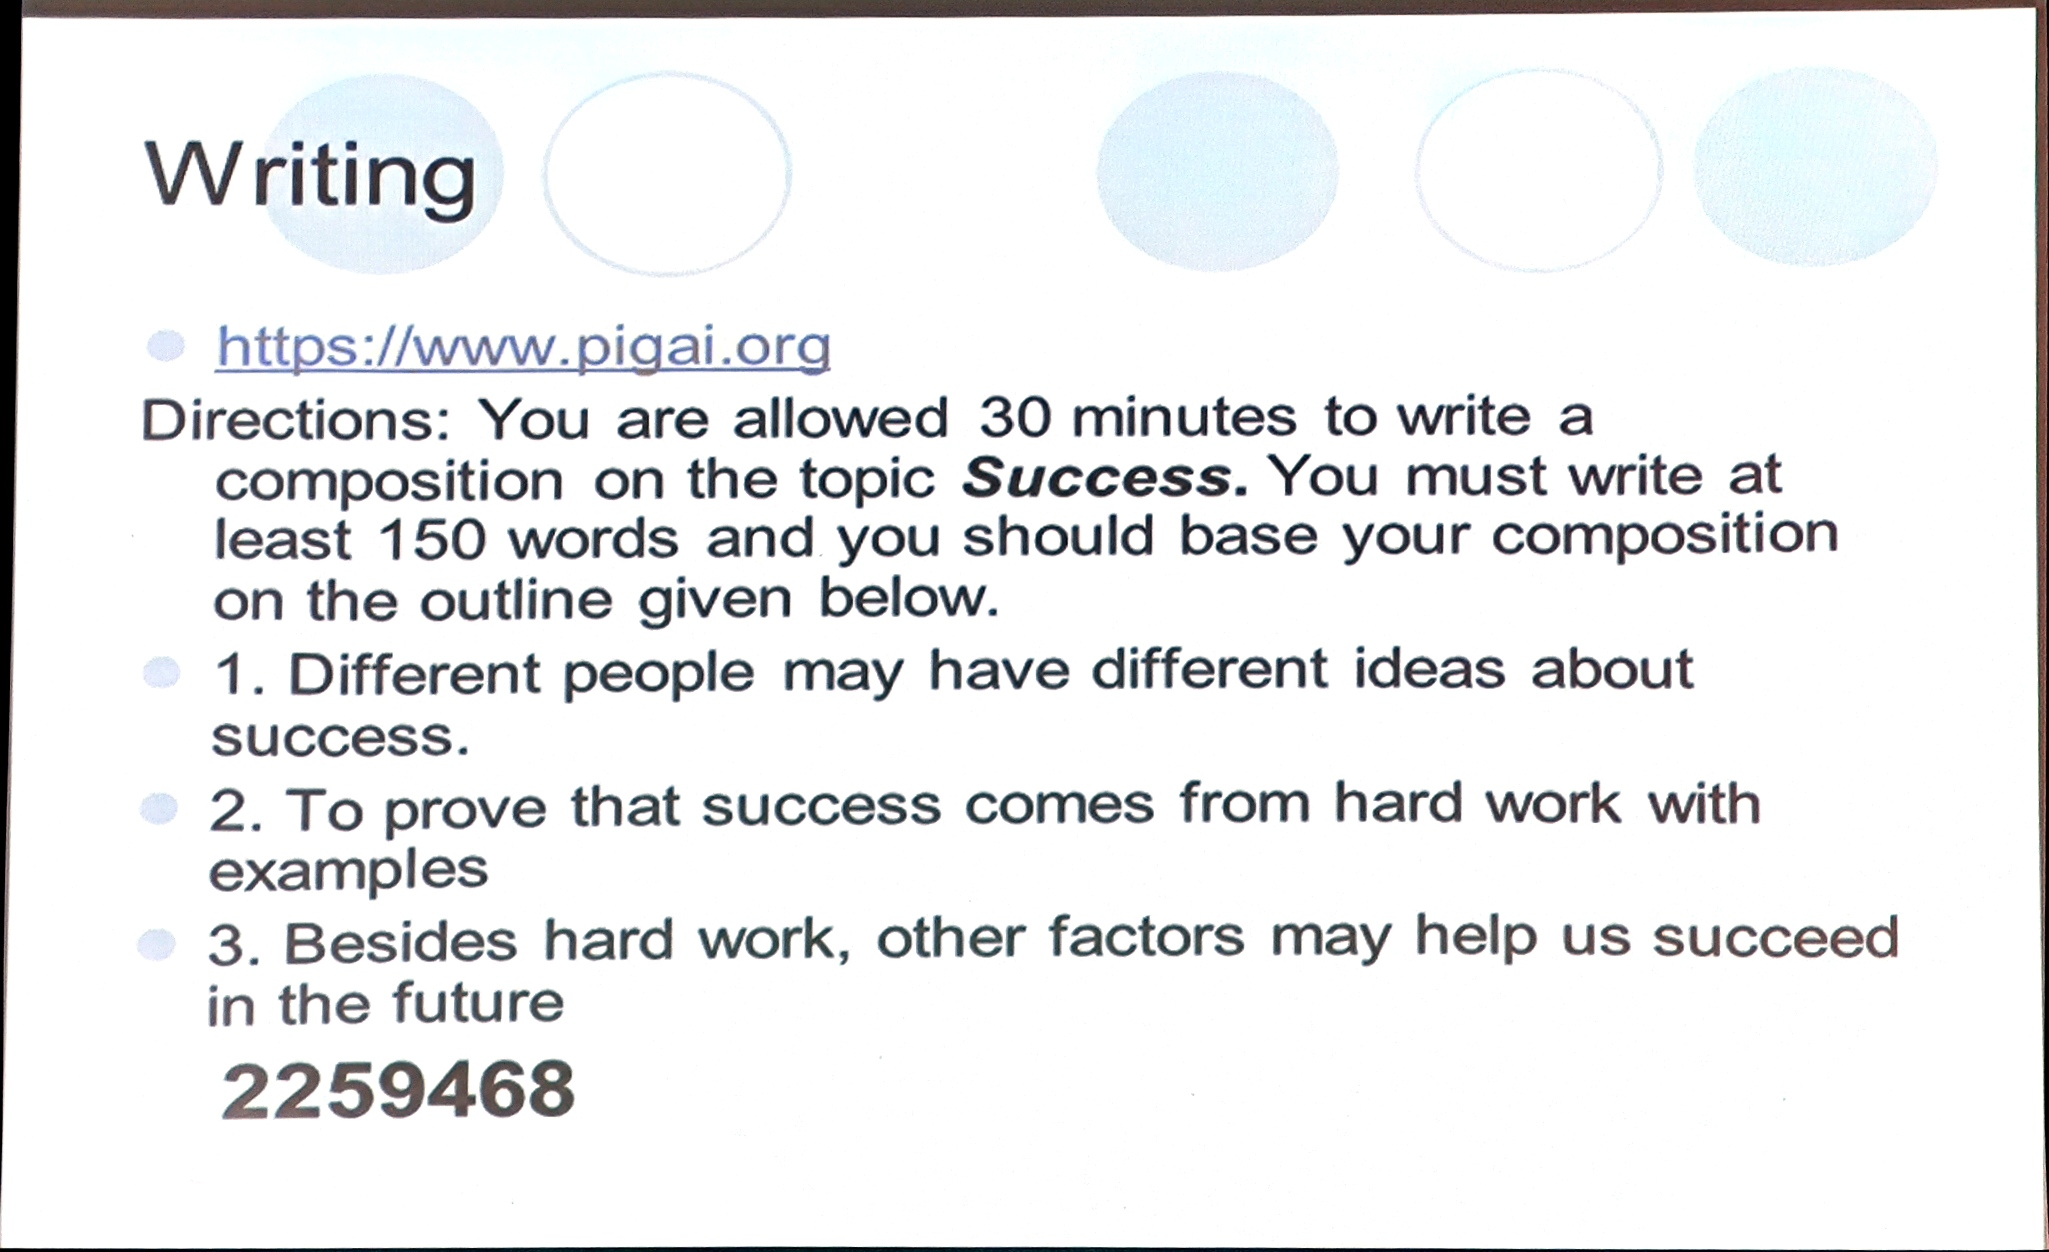 Writing
https://www.pigai.org
Directions: You are allowed 30 minutes to write a
composition on the topic Success. You must write at
least 150 words and you should base your composition
on the outline given below.
1. Different people may have different ideas about
success.
2. To prove that success comes from hard work with
examples
3. Besides hard work, other factors may help us succeed
in the future
2259468